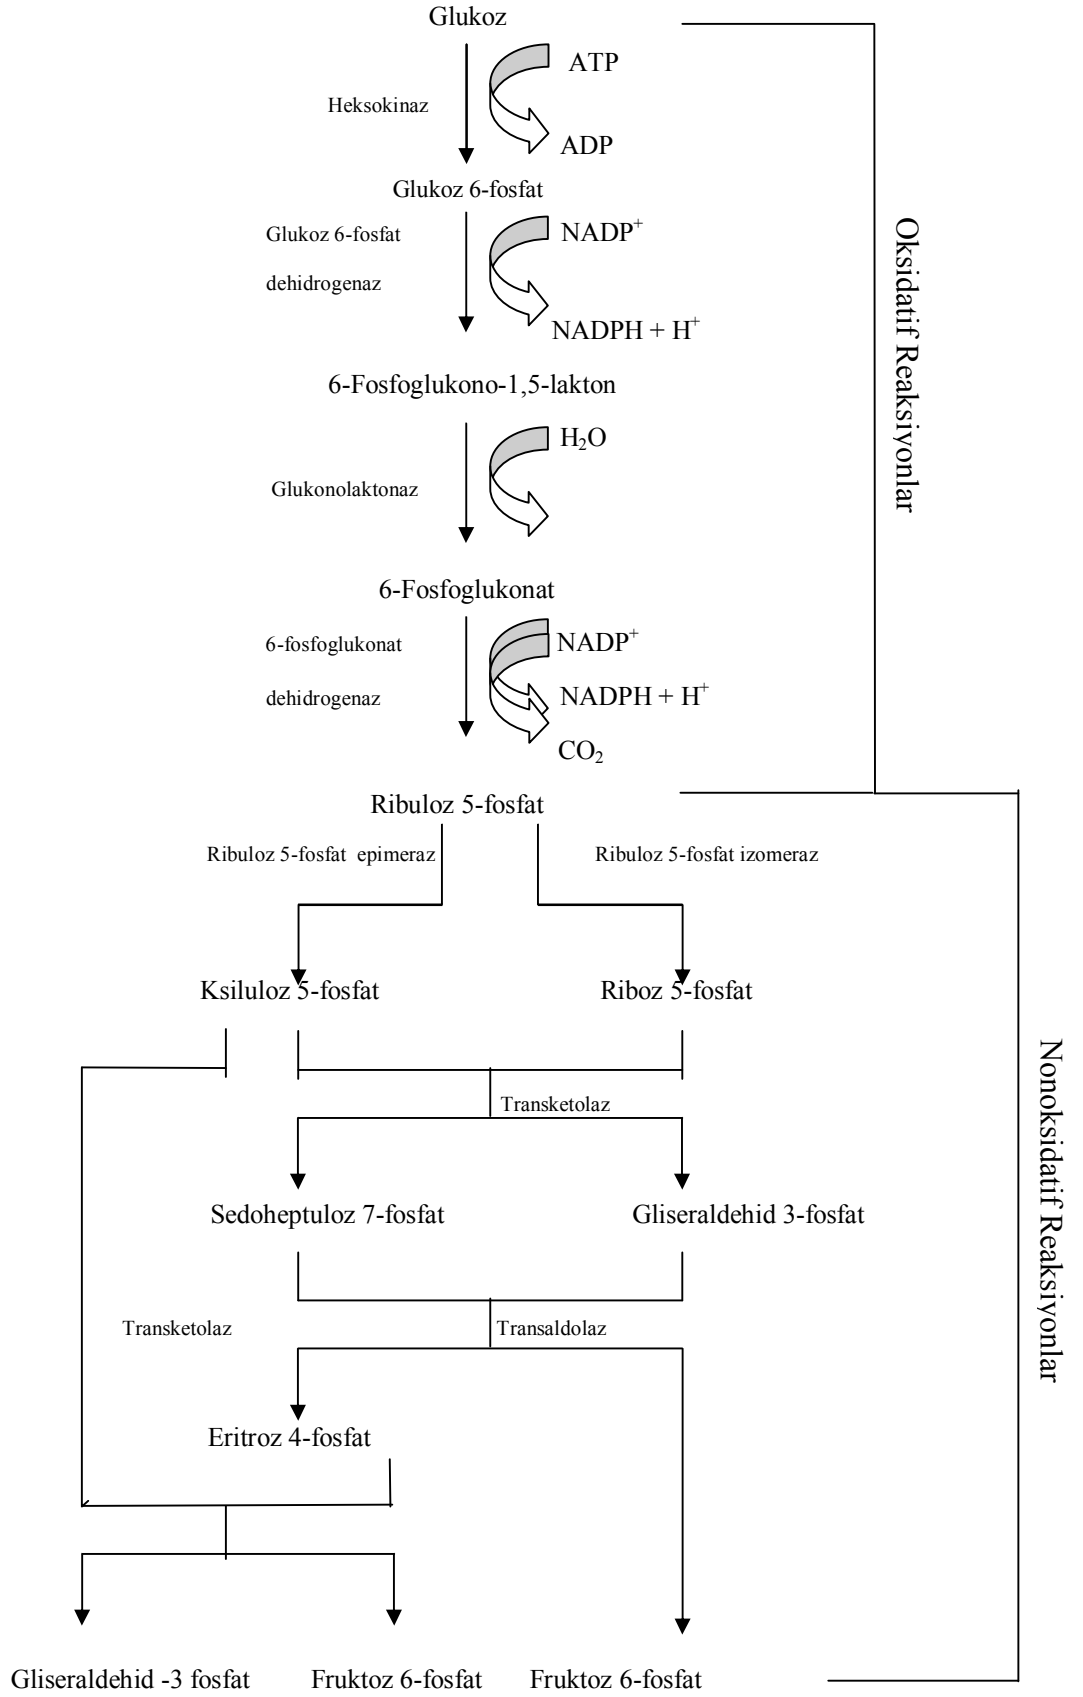 Glukoz
ATP
Heksokinaz
ADP
Glukoz 6-fosfat
Glukoz 6-fosfat
dehidrogenaz
NADP⁺
NADPH + H⁺
6-Fosfoglukono-1,5-lakton
H₂O
Glukonolaktonaz
6-Fosfoglukonat
6-fosfoglukonat
dehidrogenaz
NADP⁺
NADPH + H⁺
CO₂
Oksidatif Reaksiyonlar
Ribuloz 5-fosfat
Ribuloz 5-fosfat epimeraz
Ribuloz 5-fosfat izomeraz
Ksiluloz 5-fosfat
Riboz 5-fosfat
Transketolaz
Sedoheptuloz 7-fosfat
Gliseraldehid 3-fosfat
Transketolaz
Transaldolaz
Eritroz 4-fosfat
Nonoksidatif Reaksiyonlar
Gliseraldehid -3 fosfat
Fruktoz 6-fosfat
Fruktoz 6-fosfat